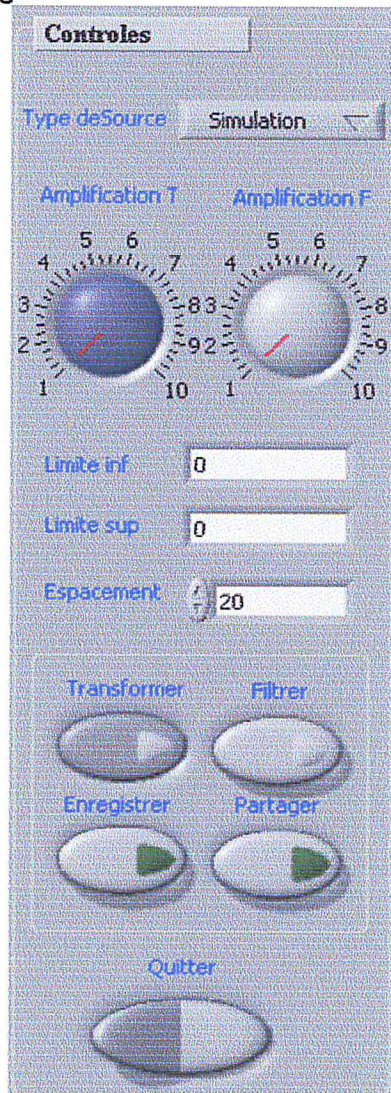 Controles
Type deSource Simulation
Amplification T Amplification F
1 2 3 4 5 6 7 8 9 10
1 2 3 4 5 6 7 8 9 10
Limite inf 0
Limite sup 0
Espacement 20
Transformer Filtrer
Enregistrer Partager
Quitter